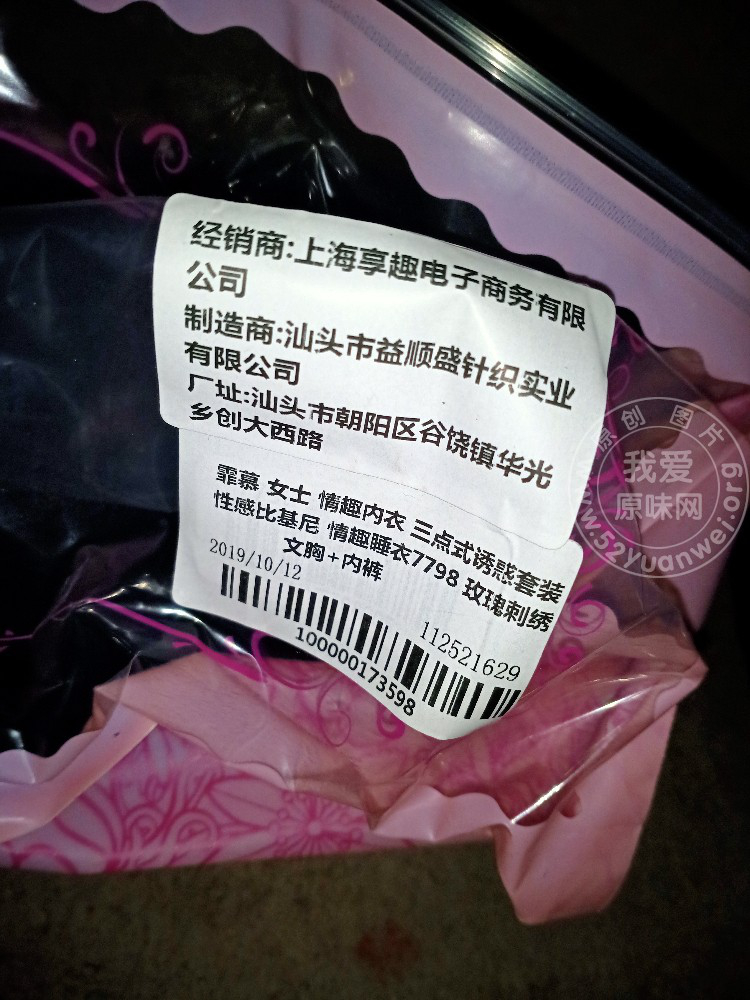 经销商:上海享趣电子商务有限
公司
制造商:汕头市益顺盛针织实业
有限公司
厂址:汕头市朝阳区谷饶镇华光
乡创大西路
霏慕 女士 情趣内衣 三点式诱惑套装
性感比基尼 情趣睡衣7798 玫瑰刺绣
文胸+内裤
2019/10/12
112521629
100000173598
原创图片
我爱
原味网
www.52yuanwei.org